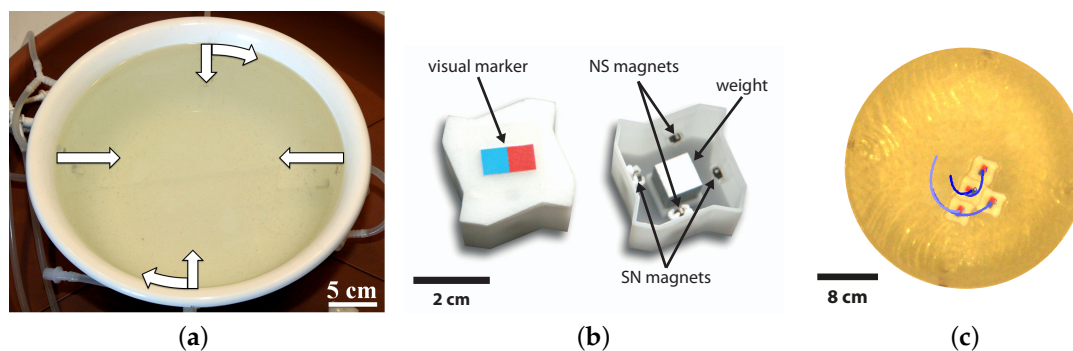 visual marker
NS magnets
weight
SN magnets
5 cm
2 cm
8 cm
(a)
(b)
(c)